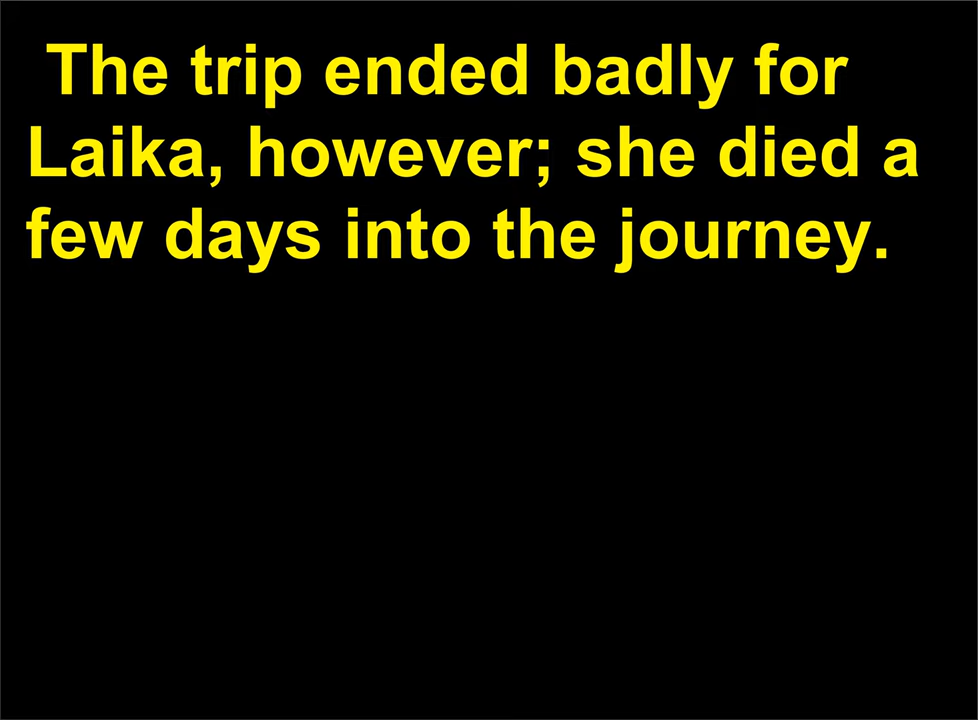 The trip ended badly for
Laika, however; she died a
few days into the journey.